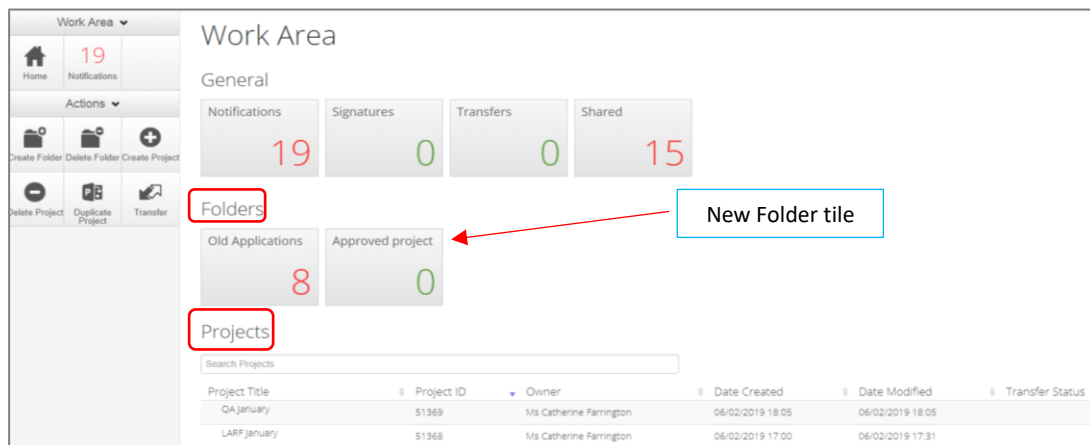 Work Area
Home
19
Notifications
Actions
Create Folder
Delete Folder
Create Project
Delete Project
Duplicate
Project
Transfer
Work Area
General
Notifications
19
Signatures
0
Transfers
0
Shared
15
Folders
New Folder tile
Old Applications
8
Approved project
0
Projects
Search Projects
Project Title Project ID Owner Date Created Date Modified Transfer Status
QA January 51369 Ms Catherine Farrington 06/02/2019 18:05 06/02/2019 18:05
LARF January 51368 Ms Catherine Farrington 06/02/2019 17:00 06/02/2019 17:31